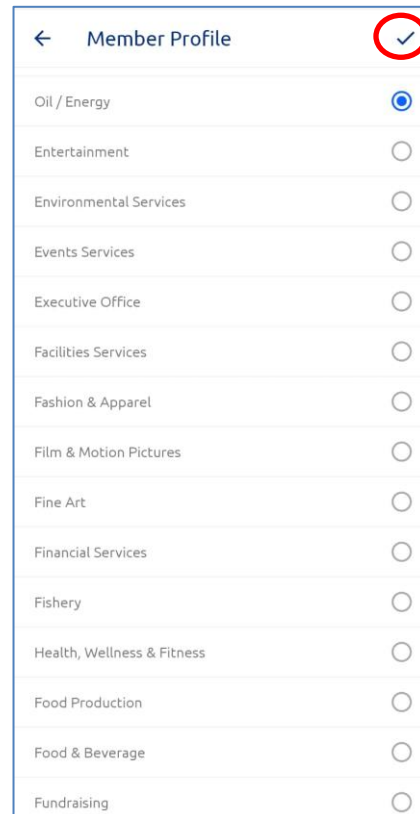 Member Profile
Oil / Energy
Entertainment
Environmental Services
Events Services
Executive Office
Facilities Services
Fashion & Apparel
Film & Motion Pictures
Fine Art
Financial Services
Fishery
Health, Wellness & Fitness
Food Production
Food & Beverage
Fundraising